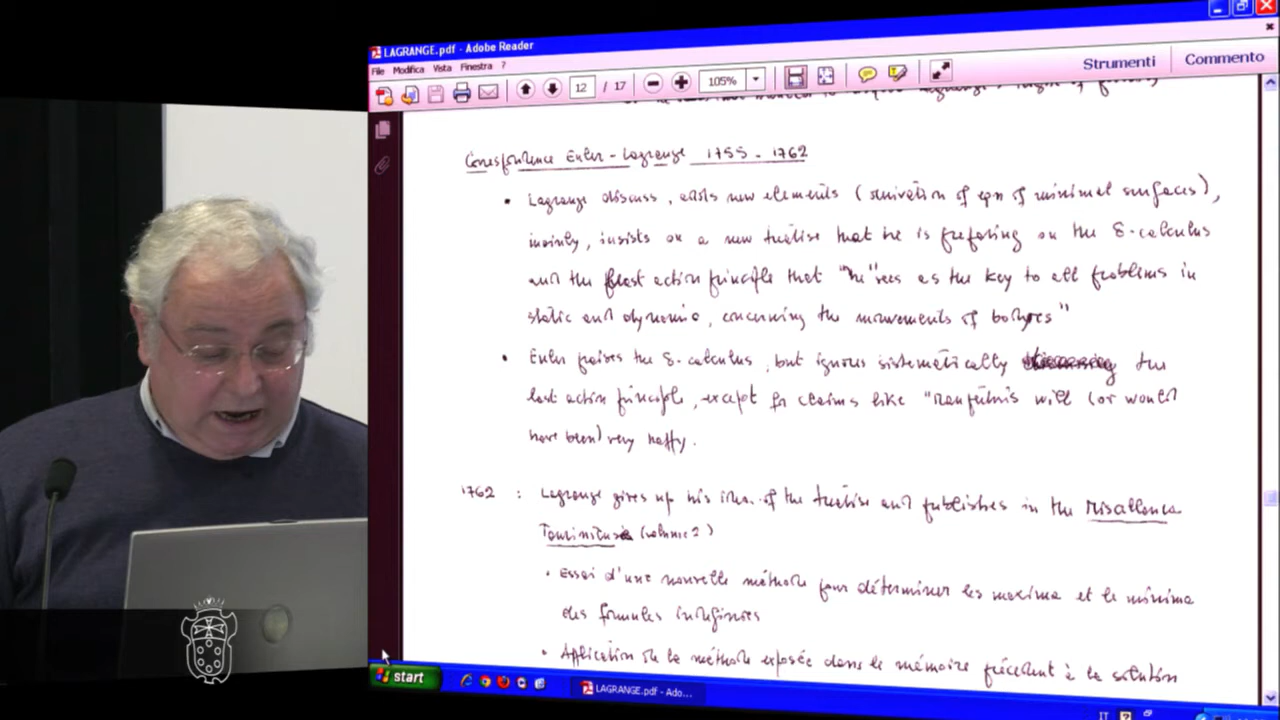 LAGRANGE.pdf - Adobe Reader
File Modifica Vista Finestra ?
12 / 17 105% Strumenti Commento
Correspondence Euler - Lagrange 1755 - 1762
• Lagrange discuss, adds new elements (derivation of eqn of minimal surfaces),
mainly, insists on a new treatise that he is preparing on the δ-calculus
and the least action principle that "he" sees as the key to all problems in
static and dynamic, concerning the movements of bodies"
• Euler praises the δ-calculus, but ignores sistematically the
last action principle, except for claims like "Maupertuis will (or would
have been) very happy.
1762 : Lagrange gives up his idea of the treatise and publishes in the Miscellanea
(volume 2)
• Essai d'une nouvelle méthode pour déterminer les maxima et le minima
des formules indéfinies
• Application de la méthode exposée dans le mémoire précédent à la solution
start LAGRANGE.pdf - Ado...
IT